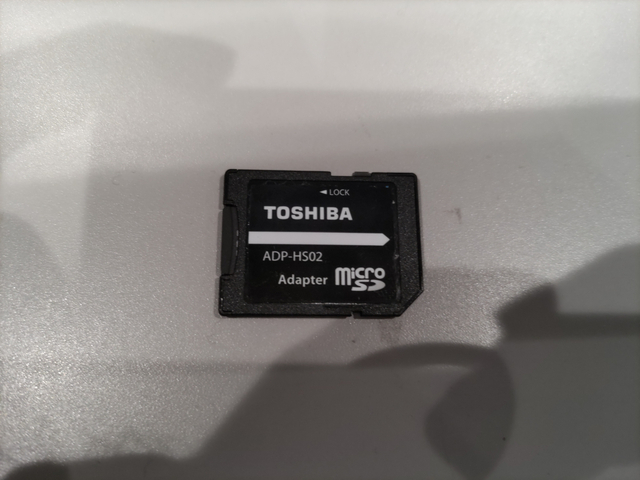 ◄ LOCK
TOSHIBA
ADP-HS02
Adapter micro SD